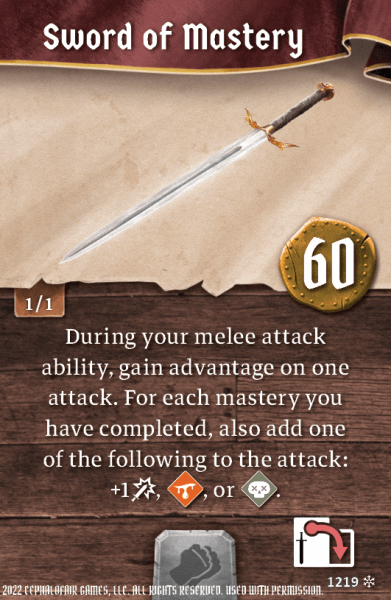 Sword of Mastery
60
1/1
During your melee attack
ability, gain advantage on one
attack. For each mastery you
have completed, also add one
of the following to the attack:
+1, , or .
1219
2022 CEPHALOFAIR GAMES, LLC. ALL RIGHTS RESERVED. USED WITH PERMISSION.